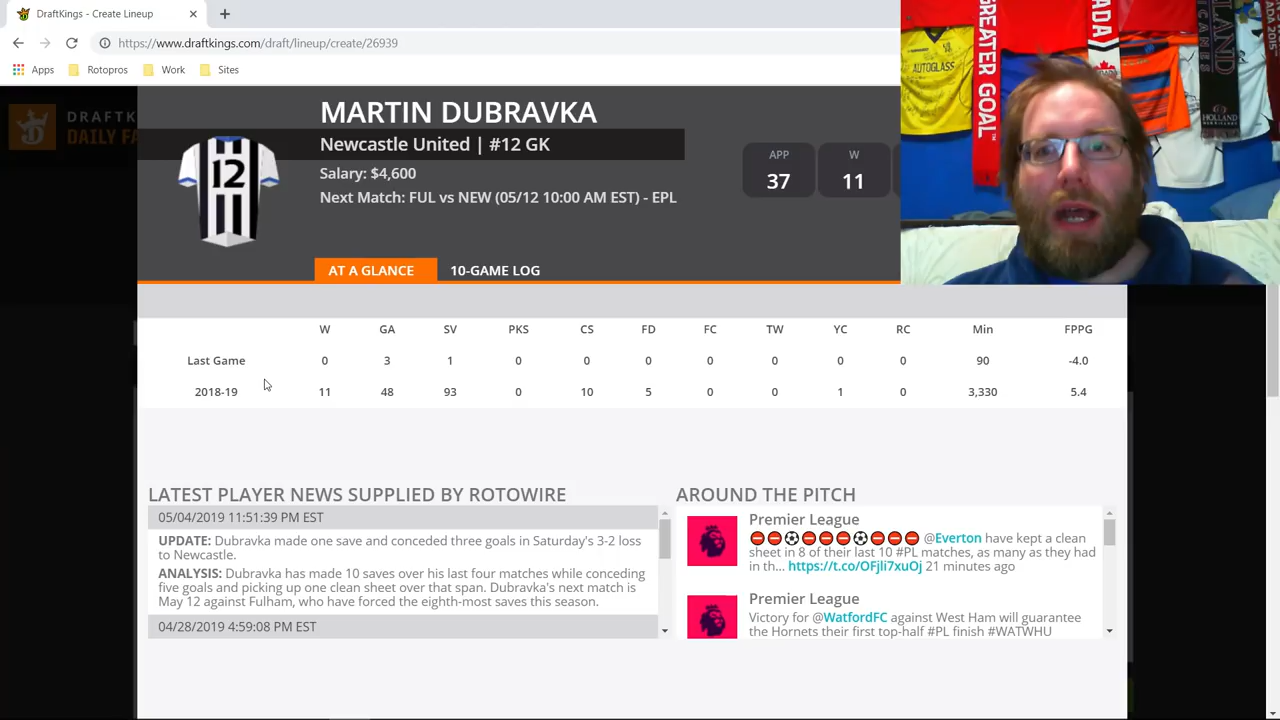 DraftKings - Create Lineup
https://www.draftkings.com/draft/lineup/create/26939
Apps Rotopros Work Sites
DRAFTK
DAILY FA
MARTIN DUBRAVKA
Newcastle United | #12 GK
Salary: $4,600
Next Match: FUL vs NEW (05/12 10:00 AM EST) - EPL
12
APP W
37 11
AT A GLANCE 10-GAME LOG
W GA SV PKS CS FD FC TW YC RC Min FPPG
Last Game 0 3 1 0 0 0 0 0 0 0 90 -4.0
2018-19 11 48 93 0 10 5 0 0 1 0 3,330 5.4
LATEST PLAYER NEWS SUPPLIED BY ROTOWIRE
05/04/2019 11:51:39 PM EST
UPDATE: Dubravka made one save and conceded three goals in Saturday's 3-2 loss
to Newcastle.
ANALYSIS: Dubravka has made 10 saves over his last four matches while conceding
five goals and picking up one clean sheet over that span. Dubravka's next match is
May 12 against Fulham, who have forced the eighth-most saves this season.
04/28/2019 4:59:08 PM EST
AROUND THE PITCH
Premier League
⛔⛔⚽⛔⛔⛔⚽⛔⛔⛔ @Everton have kept a clean
sheet in 8 of their last 10 #PL matches, as many as they had
in th... https://t.co/OFjli7xuOj 21 minutes ago
Premier League
Victory for @WatfordFC against West Ham will guarantee
the Hornets their first top-half #PL finish #WATWHU
AUTOGLASS
GREATER GOAL
ADA
HOLLAND
ADA 2015